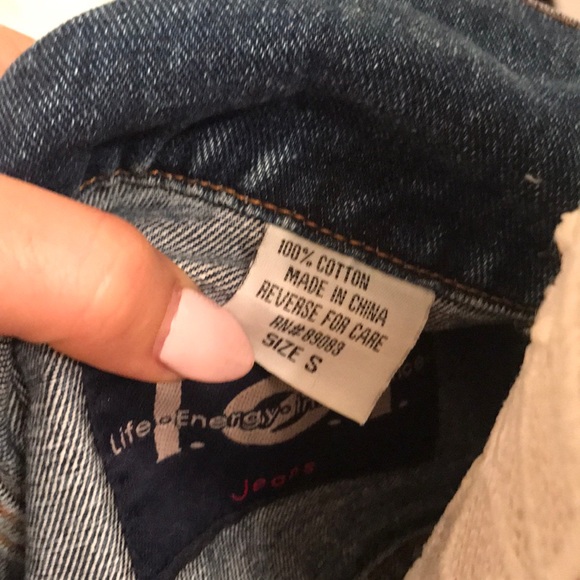 100% COTTON
MADE IN CHINA
REVERSE FOR CARE
RN#89083
SIZE S
Life Energy in
Jeans